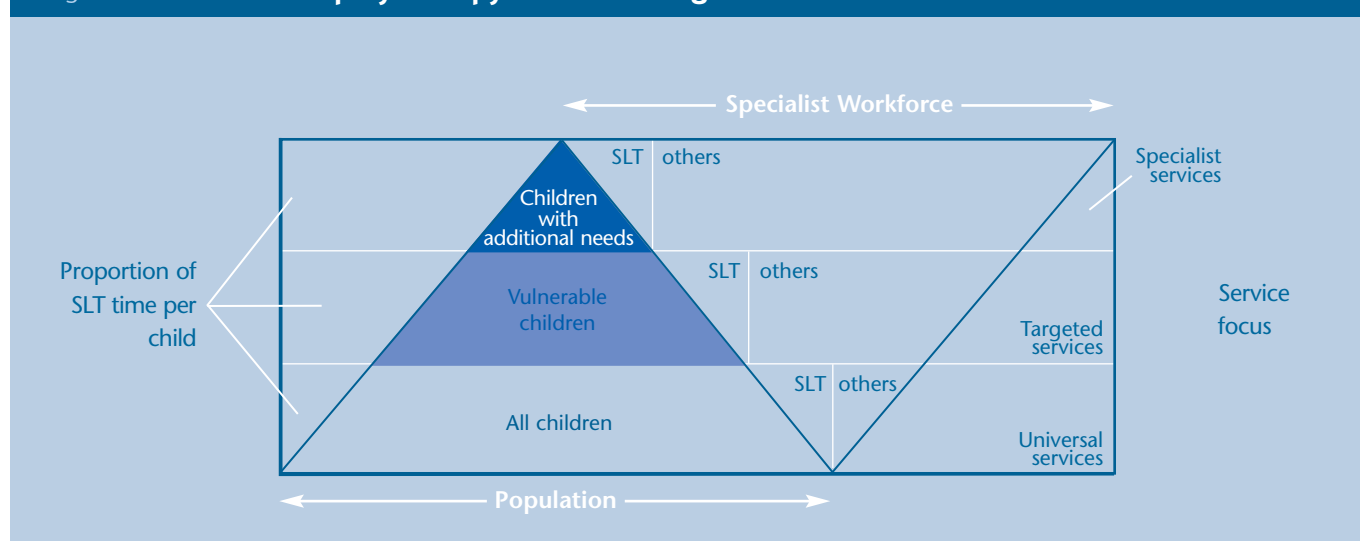 Specialist Workforce
SLT others
Specialist
services
Children
with
additional needs
Proportion of
SLT time per
child
SLT others
Vulnerable
children
Targeted
services
Service
focus
SLT others
All children
Universal
services
Population